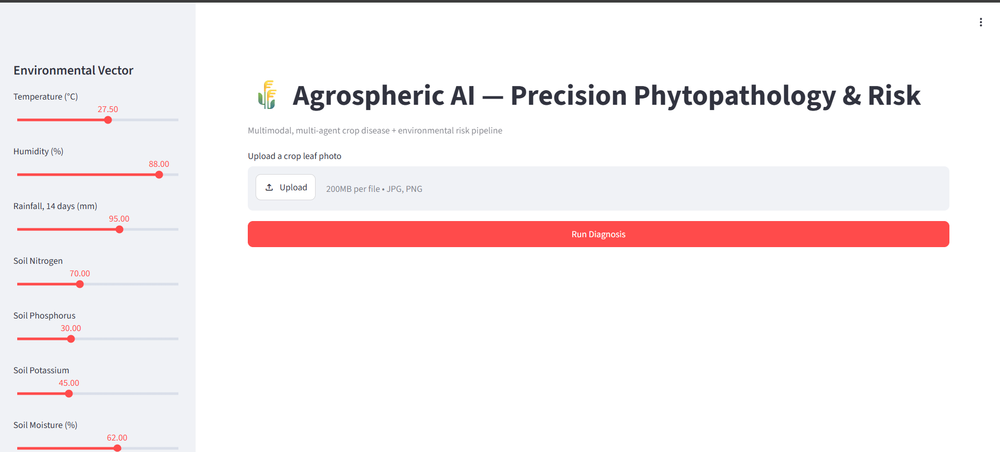 Environmental Vector
Temperature (°C)
27.50
Humidity (%)
88.00
Rainfall, 14 days (mm)
95.00
Soil Nitrogen
70.00
Soil Phosphorus
30.00
Soil Potassium
45.00
Soil Moisture (%)
62.00
Agrospheric AI — Precision Phytopathology & Risk
Multimodal, multi-agent crop disease + environmental risk pipeline
Upload a crop leaf photo
Upload 200MB per file • JPG, PNG
Run Diagnosis